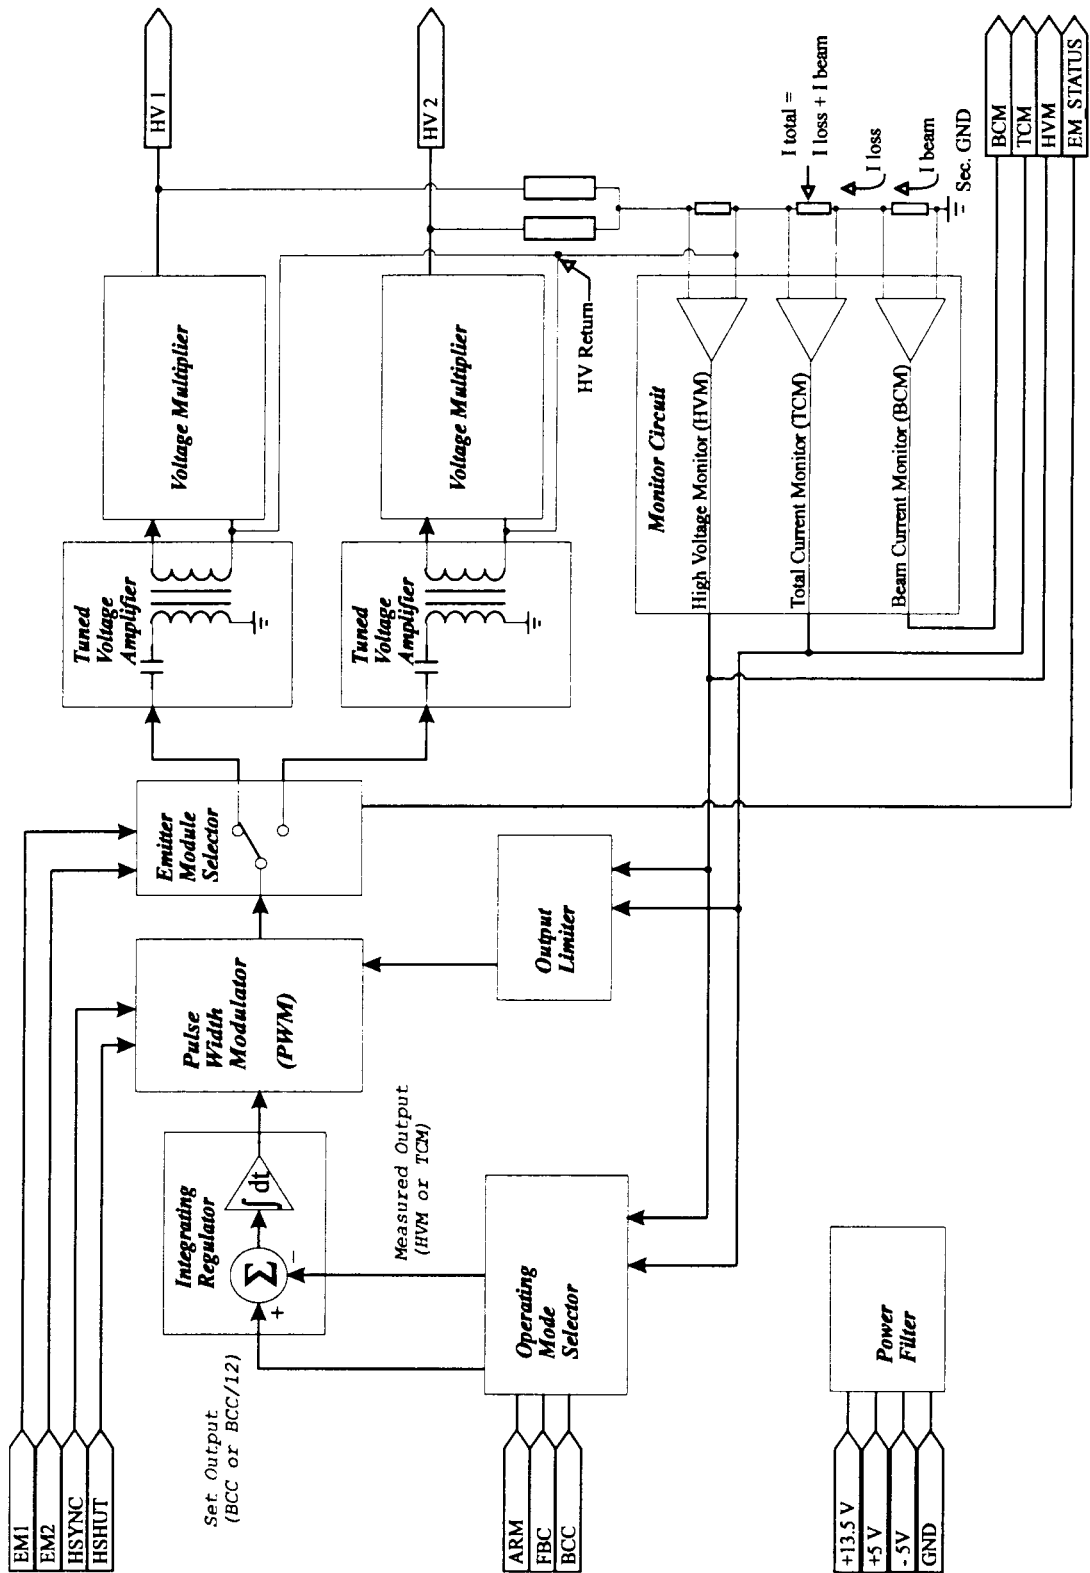 EM1
EM2
HSYNC
HSHUT
Set Output
(BCC or BCC/12)
Integrating
Regulator
Σ
+
−
∫ dt
Measured Output
(HVM or TCM)
Pulse
Width
Modulator
(PWM)
Emitter
Module
Selector
Tuned
Voltage
Amplifier
Voltage Multiplier
HV 1
Tuned
Voltage
Amplifier
Voltage Multiplier
HV 2
ARM
FBC
BCC
Operating
Mode
Selector
Output
Limiter
HV Return
Monitor Circuit
High Voltage Monitor (HVM)
Total Current Monitor (TCM)
Beam Current Monitor (BCM)
I total =
I loss + I beam
I loss
I beam
Sec. GND
BCM
TCM
HVM
EM STATUS
+13.5 V
+5 V
- 5V
GND
Power
Filter